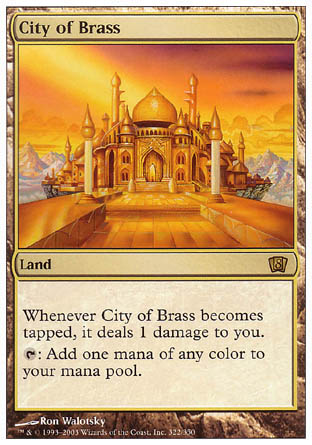 City of Brass
Land
8
Whenever City of Brass becomes
tapped, it deals 1 damage to you.
: Add one mana of any color to
your mana pool.
Ron Walotsky
™ & © 1993–2003 Wizards of the Coast, Inc. 322/350